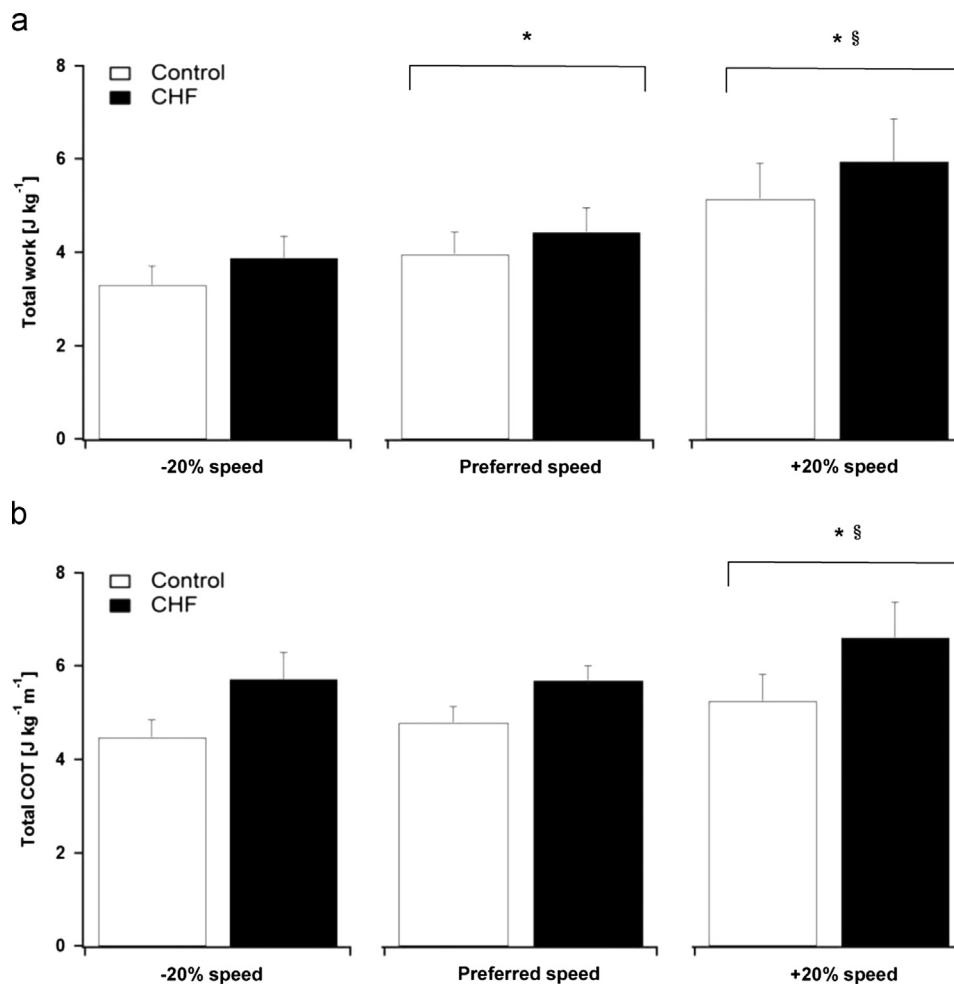 a
* * §
8
Control
CHF
6
4
2
0
Total work [J kg⁻¹]
-20% speed Preferred speed +20% speed
b
* §
8
Control
CHF
6
4
2
0
Total COT [J kg⁻¹ m⁻¹]
-20% speed Preferred speed +20% speed